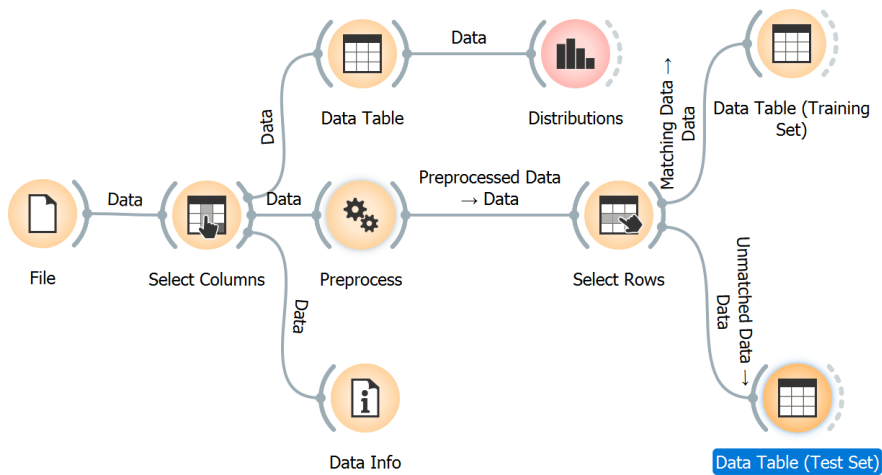 Data
Data Table
Data
Distributions
Matching Data →
Data
Data Table (Training
Set)
File
Data
Select Columns
Data
Preprocess
Preprocessed Data
→ Data
Select Rows
Data
Data Info
Unmatched Data →
Data
Data Table (Test Set)